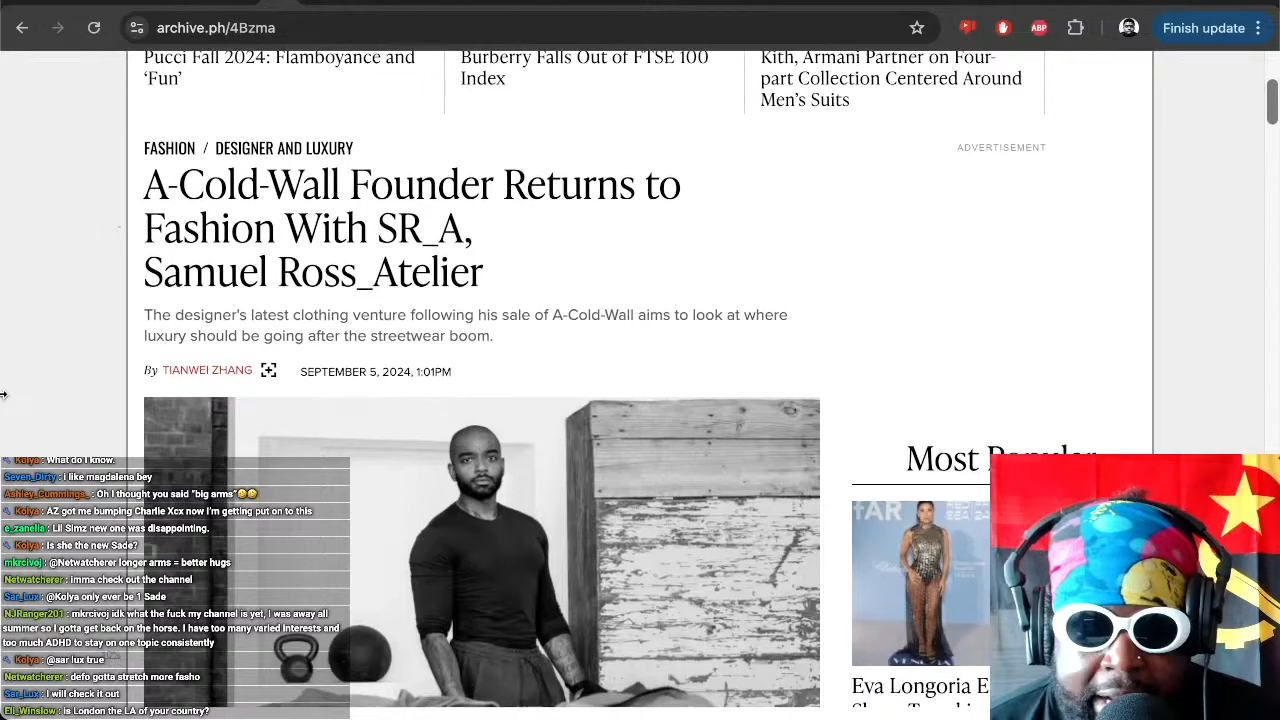 archive.ph/4Bzma
ABP
Finish update
Pucci Fall 2024: Flamboyance and
‘Fun’
Burberry Falls Out of FTSE 100
Index
Kith, Armani Partner on Four-
part Collection Centered Around
Men’s Suits
FASHION / DESIGNER AND LUXURY
ADVERTISEMENT
A-Cold-Wall Founder Returns to
Fashion With SR_A,
Samuel Ross_Atelier
The designer's latest clothing venture following his sale of A-Cold-Wall aims to look at where
luxury should be going after the streetwear boom.
By TIANWEI ZHANG SEPTEMBER 5, 2024, 1:01PM
Most Popular
Eva Longoria E
Kolya: What do I know.
Seven_Dirty: i like magdalena bey
Ashley_Cummings_: Oh I thought you said "big arms"🤣🤣
Kolya: AZ got me bumping Charlie Xcx now I'm getting put on to this
e_zanella: Lil Simz new one was disappointing.
Kolya: Is she the new Sade?
mkrcivoj: @Netwatcherer longer arms = better hugs
Netwatcherer: imma check out the channel
Sar_Lux: @Kolya only ever be 1 Sade
NJRanger201: mkrcivoj idk what the fuck my channel is yet, I was away all
summer so I gotta get back on the horse. I have too many varied interests and
too much ADHD to stay on one topic consistently
Kolya: @sar lux true
Netwatcherer: defo gotta stretch more fasho
Sar_Lux: I will check it out
Eli_Winslow: is London the LA of your country?